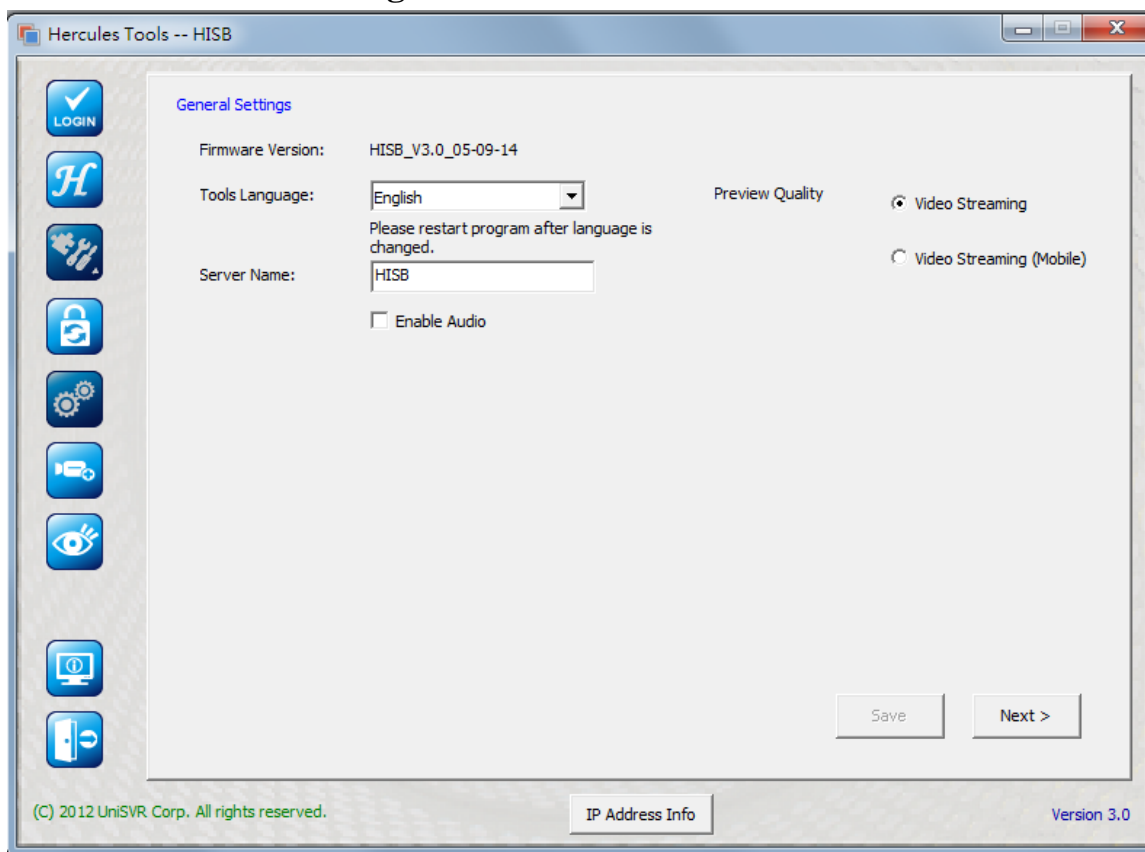 Hercules Tools -- HISB
LOGIN
H
General Settings
Firmware Version: HISB_V3.0_05-09-14
Tools Language: English
Please restart program after language is
changed.
Server Name: HISB
Enable Audio
Preview Quality
Video Streaming
Video Streaming (Mobile)
Save
Next >
(C) 2012 UniSVR Corp. All rights reserved.
IP Address Info
Version 3.0